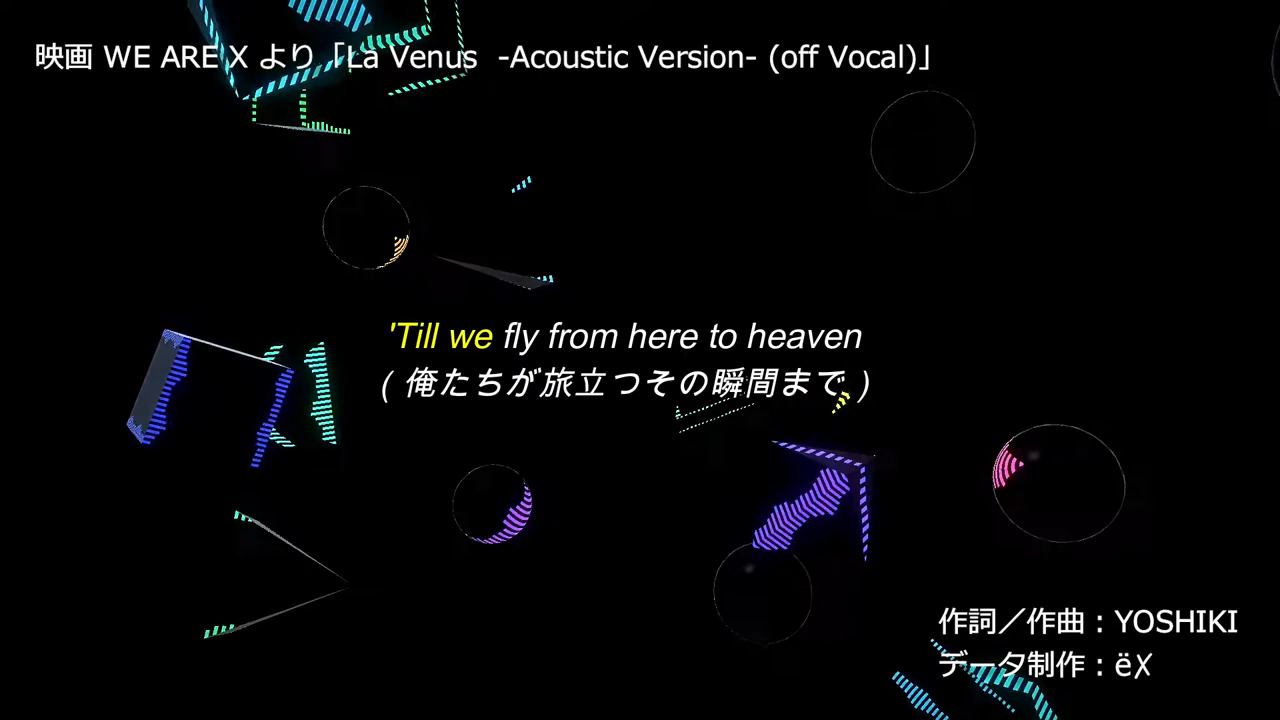 映画 WE ARE X より「La Venus -Acoustic Version- (off Vocal)」
'Till we fly from here to heaven
( 俺たちが旅立つその瞬間まで )
作詞／作曲：YOSHIKI
データ制作：ëX